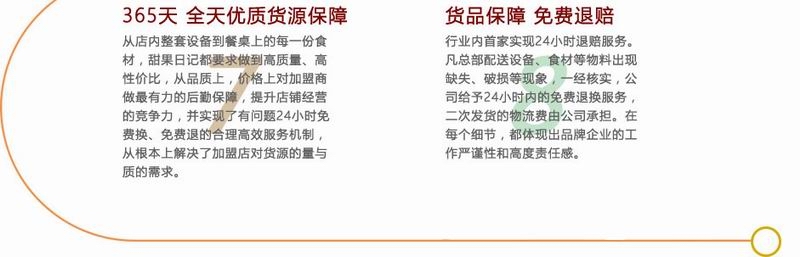 365天 全天优质货源保障
从店内整套设备到餐桌上的每一份食
材，甜果日记都要求做到高质量、高
性价比，从品质上，价格上对加盟商
做最有力的后勤保障，提升店铺经营
的竞争力，并实现了有问题24小时免
费换、免费退的合理高效服务机制，
从根本上解决了加盟店对货源的量与
质的需求。
7
货品保障 免费退赔
行业内首家实现24小时退赔服务。
凡总部配送设备、食材等物料出现
缺失、破损等现象，一经核实，公
司给予24小时内的免费退换服务，
二次发货的物流费由公司承担。在
每个细节，都体现出品牌企业的工
作严谨性和高度责任感。
8